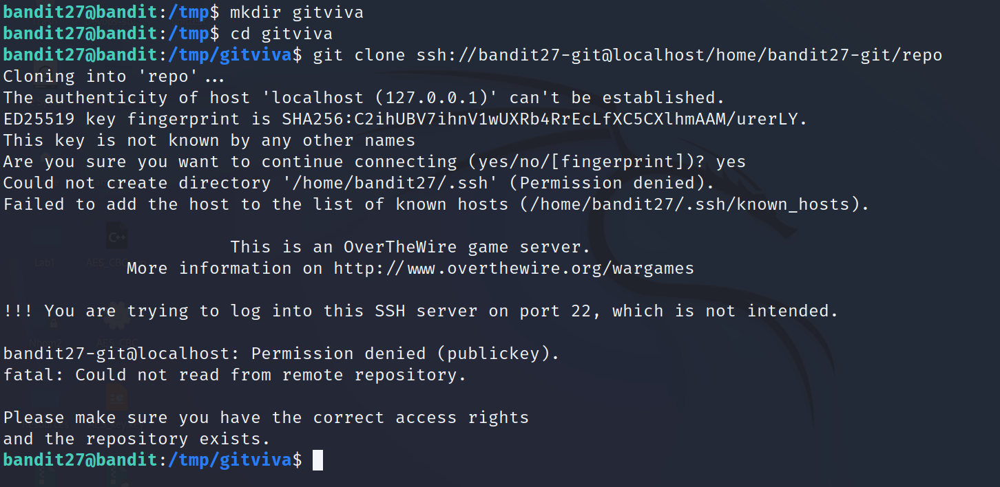 bandit27@bandit:/tmp$ mkdir gitviva
bandit27@bandit:/tmp$ cd gitviva
bandit27@bandit:/tmp/gitviva$ git clone ssh://bandit27-git@localhost/home/bandit27-git/repo
Cloning into 'repo'...
The authenticity of host 'localhost (127.0.0.1)' can't be established.
ED25519 key fingerprint is SHA256:C2ihUBV7ihnV1wUXRb4RrEcLfXC5CXlhmAAM/urerLY.
This key is not known by any other names
Are you sure you want to continue connecting (yes/no/[fingerprint])? yes
Could not create directory '/home/bandit27/.ssh' (Permission denied).
Failed to add the host to the list of known hosts (/home/bandit27/.ssh/known_hosts).
This is an OverTheWire game server.
More information on http://www.overthewire.org/wargames
!!! You are trying to log into this SSH server on port 22, which is not intended.
bandit27-git@localhost: Permission denied (publickey).
fatal: Could not read from remote repository.
Please make sure you have the correct access rights
and the repository exists.
bandit27@bandit:/tmp/gitviva$